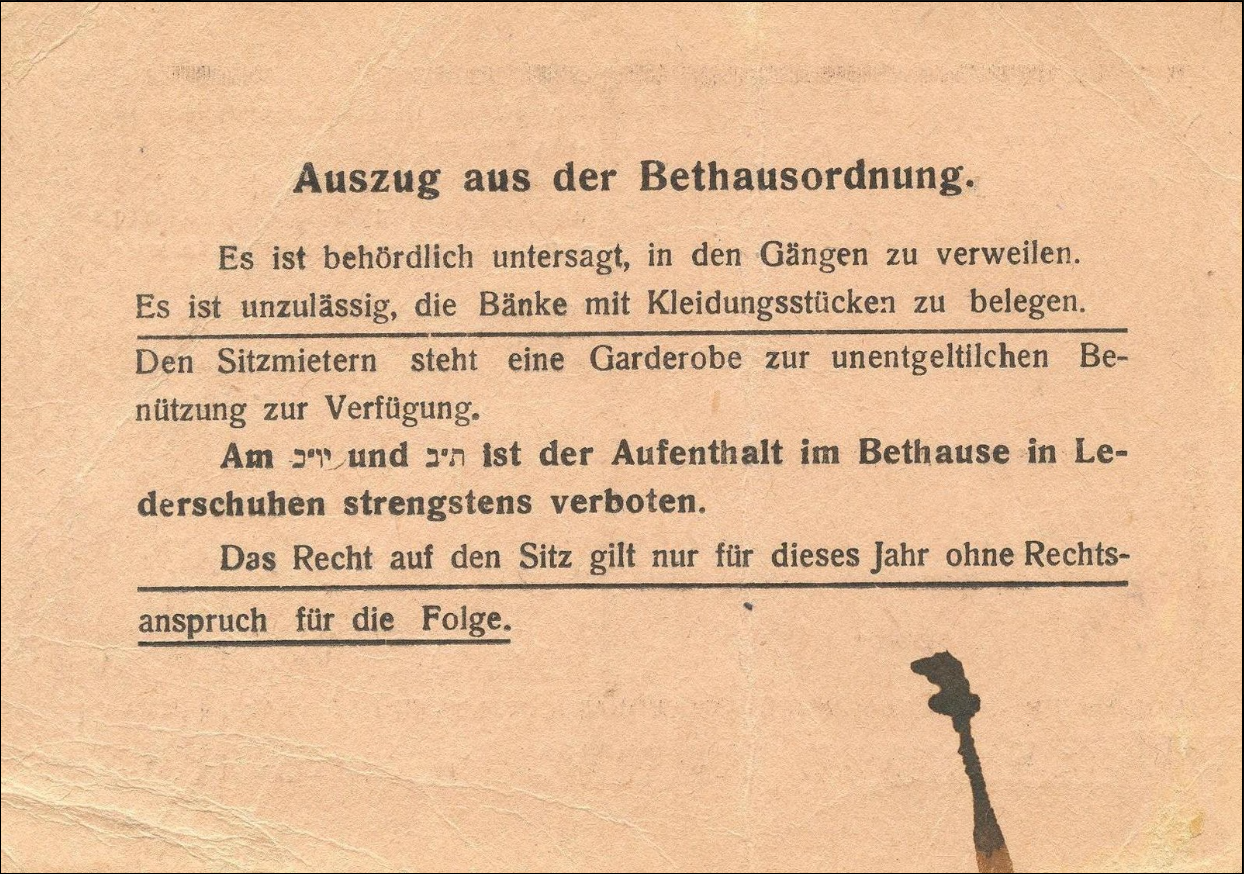 Auszug aus der Bethausordnung.
Es ist behördlich untersagt, in den Gängen zu verweilen.
Es ist unzulässig, die Bänke mit Kleidungsstücken zu belegen.
Den Sitzmietern steht eine Garderobe zur unentgeltilchen Be-
nützung zur Verfügung.
Am יו״כ und ת״ב ist der Aufenthalt im Bethause in Le-
derschuhen strengstens verboten.
Das Recht auf den Sitz gilt nur für dieses Jahr ohne Rechts-
anspruch für die Folge.